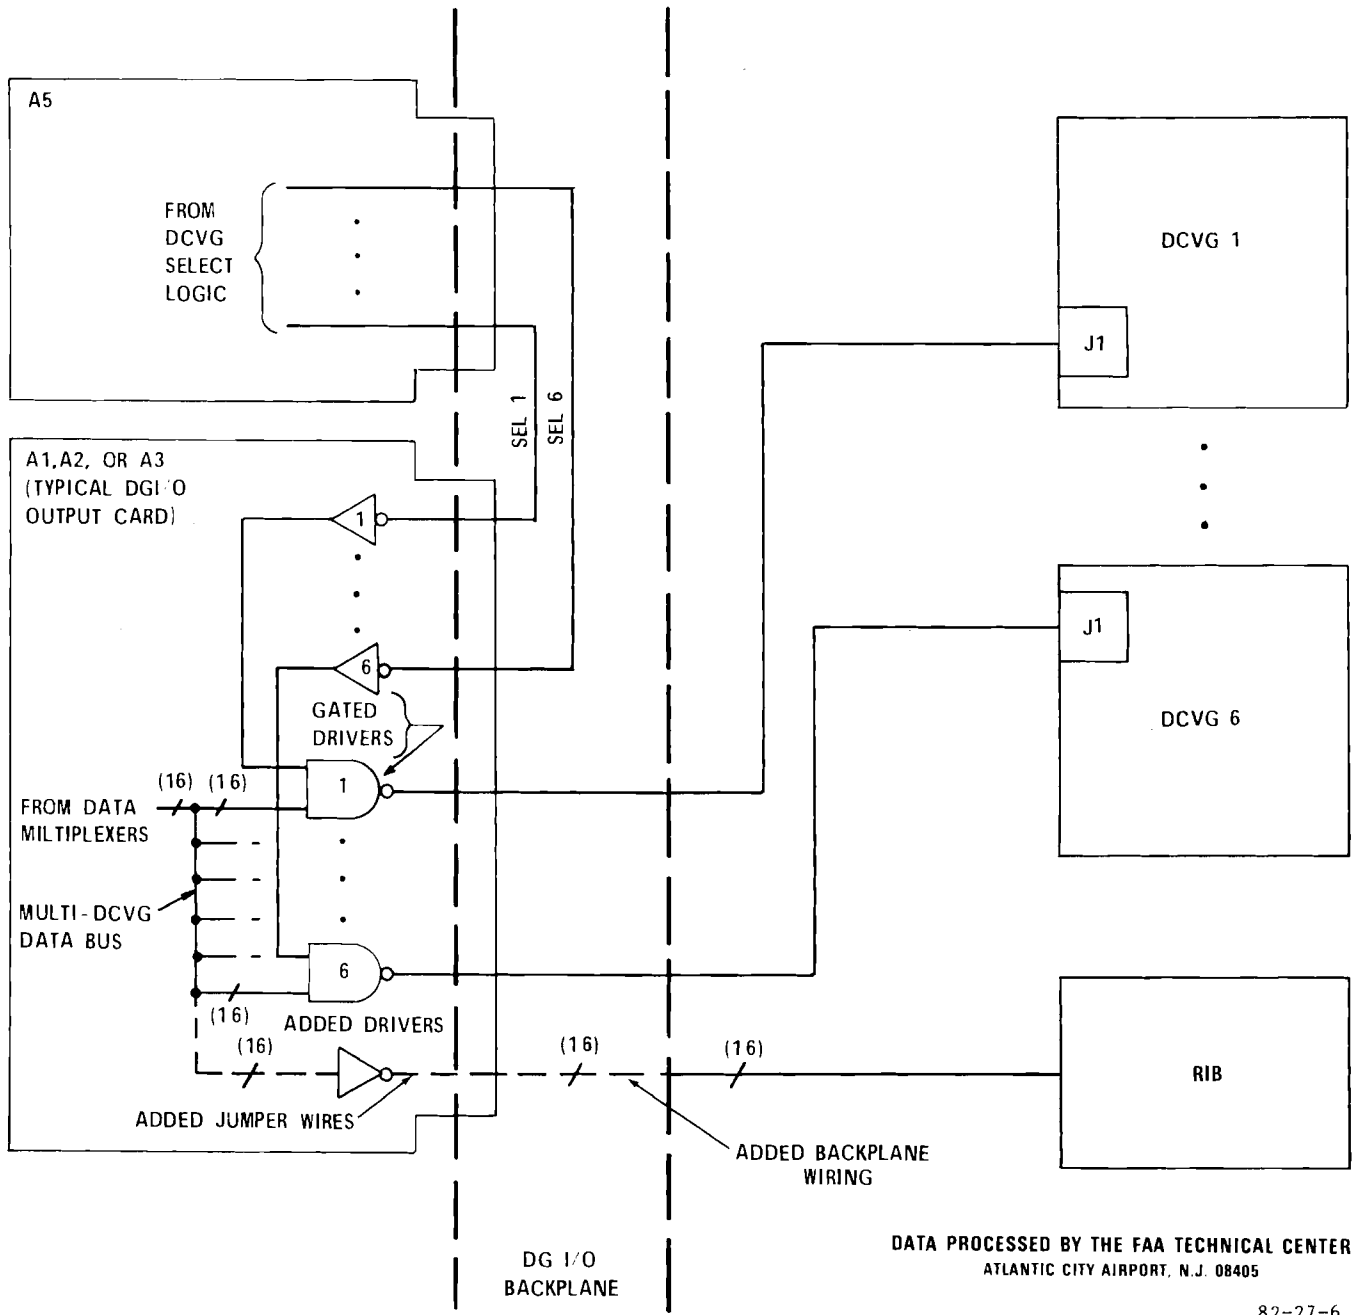 A5
FROM
DCVG
SELECT
LOGIC
DCVG 1
J1
SEL 1
SEL 6
A1,A2, OR A3
(TYPICAL DGI/O
OUTPUT CARD)
1
6
J1
DCVG 6
GATED
DRIVERS
(16)
(16)
1
FROM DATA
MILTIPLEXERS
MULTI-DCVG
DATA BUS
6
(16)
ADDED DRIVERS
(16)
(16)
(16)
RIB
ADDED JUMPER WIRES
ADDED BACKPLANE
WIRING
DG I/O
BACKPLANE
DATA PROCESSED BY THE FAA TECHNICAL CENTER
ATLANTIC CITY AIRPORT, N.J. 08405
82-27-6